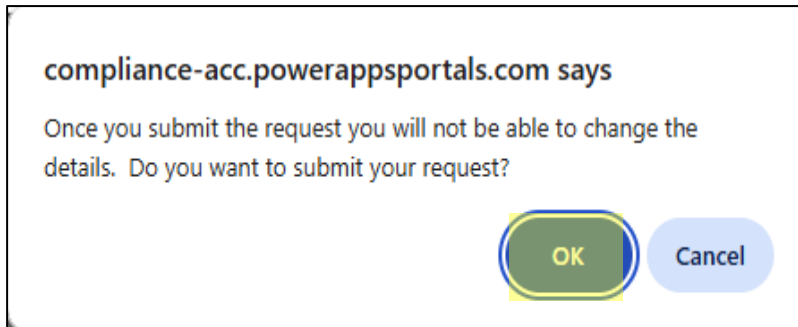 compliance-acc.powerappsportals.com says
Once you submit the request you will not be able to change the
details.  Do you want to submit your request?
OK
Cancel